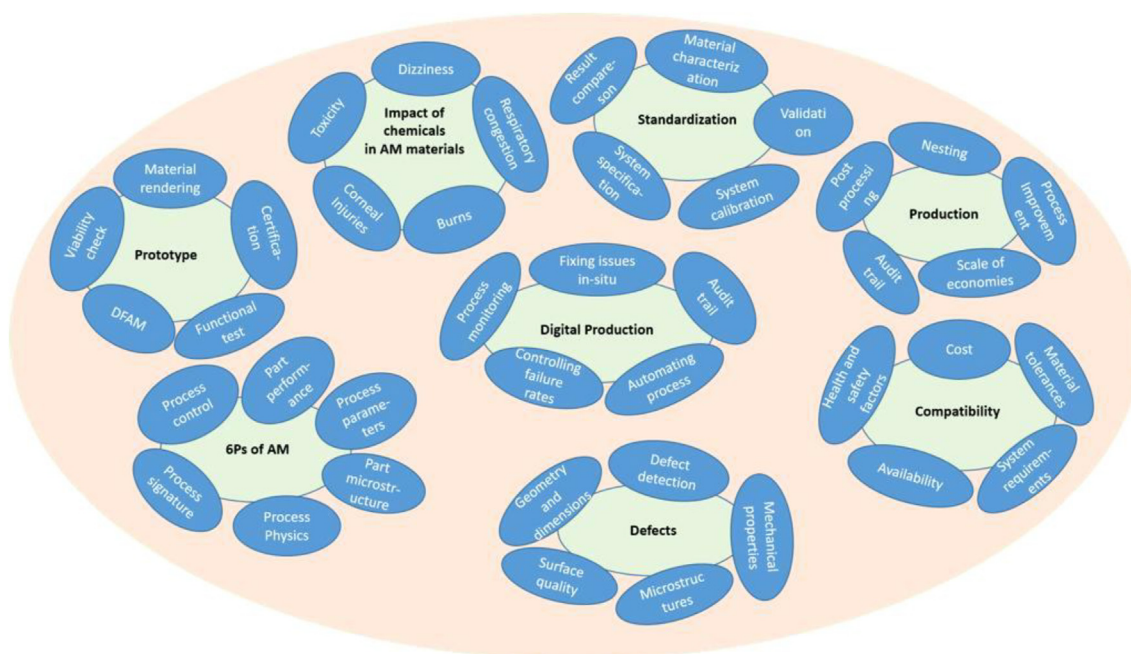 Dizziness
Toxicity
Respiratory
congestion
Corneal
Injuries
Burns
Impact of
chemicals
in AM materials
Result
compare-
son
Material
characteriz
ation
Validati
on
System
specifica-
tion
System
calibration
Standardization
Nesting
Post
processi
ng
Process
Improvem
ent
Audit
trail
Scale of
economies
Production
Material
rendering
Viability
check
Certifica-
tion
DFAM
Functional
test
Prototype
Fixing issues
in-situ
Process
monitoring
Audit
trail
Controlling
failure
rates
Automating
process
Digital Production
Cost
Health and
safety
factors
Material
tolerances
Availability
System
requirem-
ents
Compatibility
Process
control
Part
perform-
ance
Process
parame-
ters
Part
microstr-
ucture
Process
signature
Process
Physics
6Ps of AM
Defect
detection
Geometry
and
dimensions
Mechanical
properties
Surface
quality
Microstruc
tures
Defects